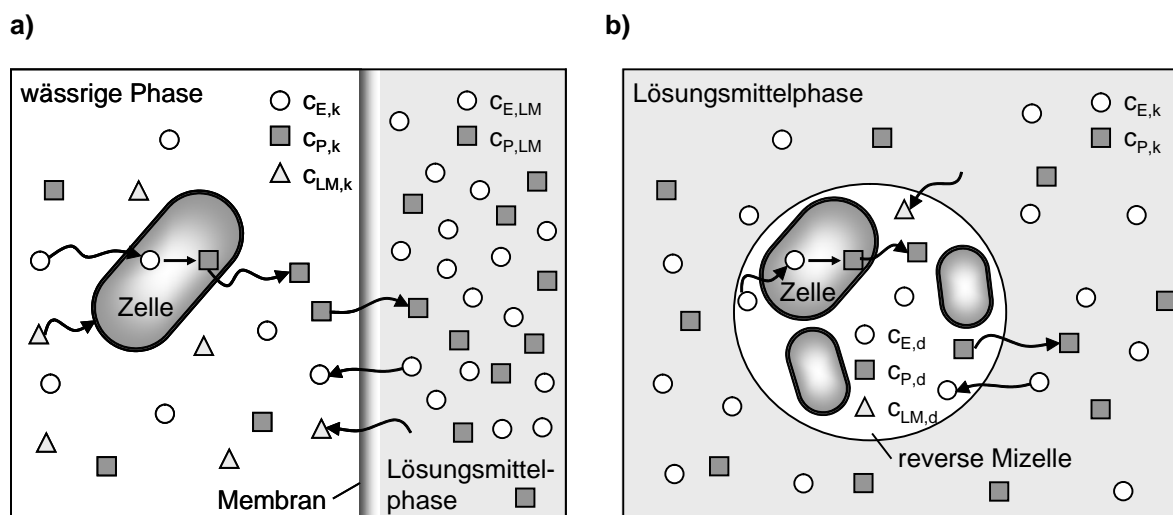 a)
wässrige Phase
c_E,k
c_P,k
c_LM,k
c_E,LM
c_P,LM
Zelle
Membran
Lösungsmittel-
phase
b)
Lösungsmittelphase
c_E,k
c_P,k
Zelle
c_E,d
c_P,d
c_LM,d
reverse Mizelle